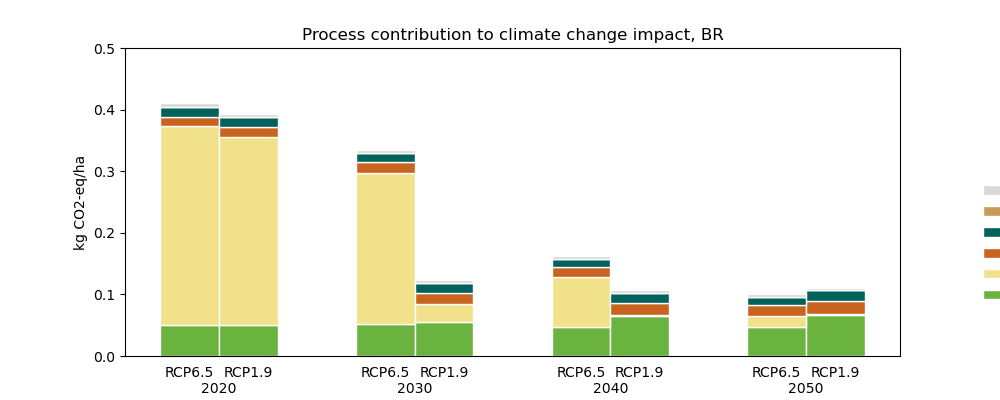 Process contribution to climate change impact, BR
kg CO2-eq/ha
0.5
0.4
0.3
0.2
0.1
0.0
RCP6.5 RCP1.9 RCP6.5 RCP1.9 RCP6.5 RCP1.9 RCP6.5 RCP1.9
2020 2030 2040 2050